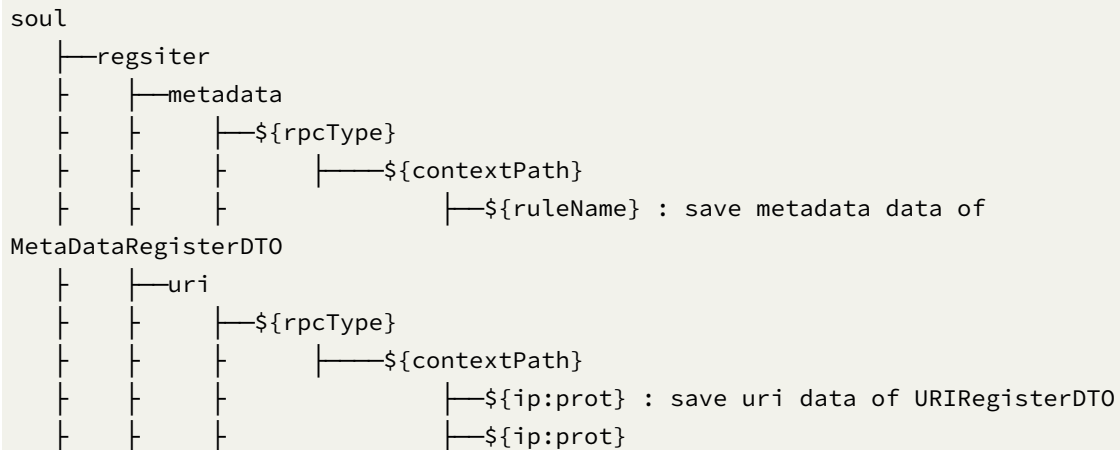 soul
├──regsiter
├    ├──metadata
├    ├     ├──${rpcType}
├    ├     ├      ├────${contextPath}
├    ├     ├               ├──${ruleName} : save metadata data of
MetaDataRegisterDTO
├    ├──uri
├    ├     ├──${rpcType}
├    ├     ├      ├────${contextPath}
├    ├     ├               ├──${ip:prot} : save uri data of URIRegisterDTO
├    ├     ├               ├──${ip:prot}